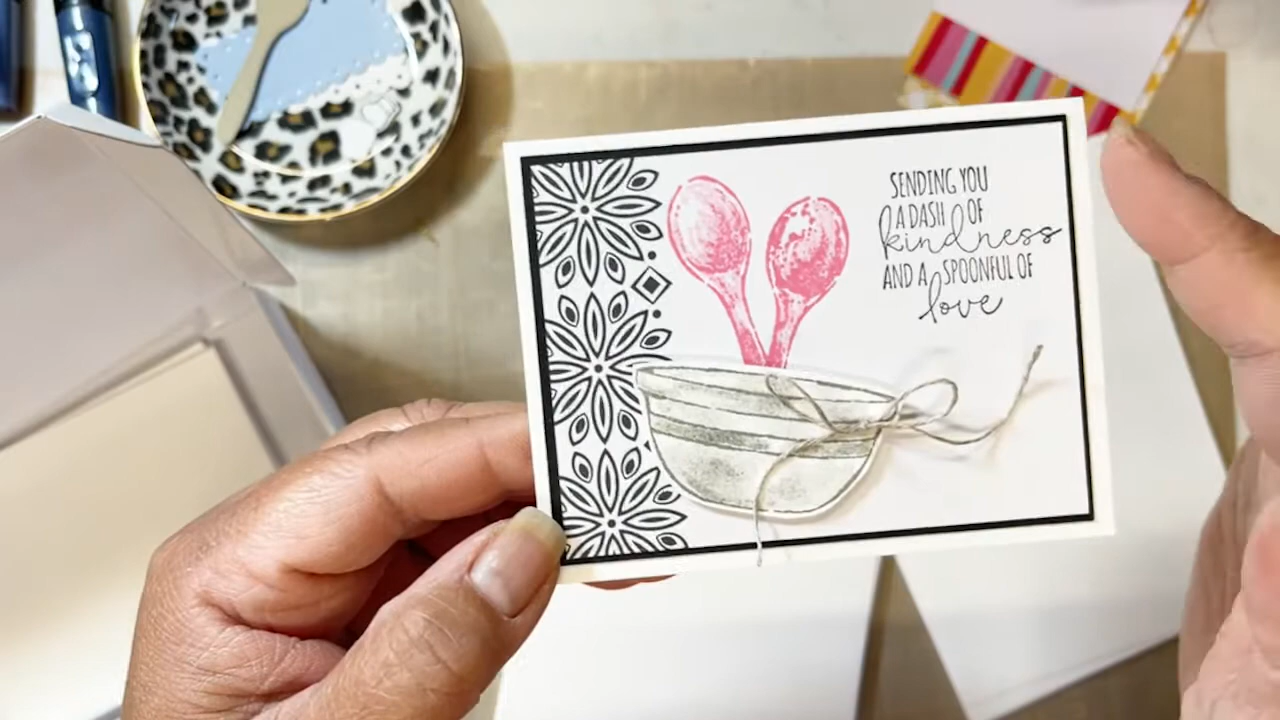 SENDING YOU
A DASH OF
kindness
AND A SPOONFUL OF
love